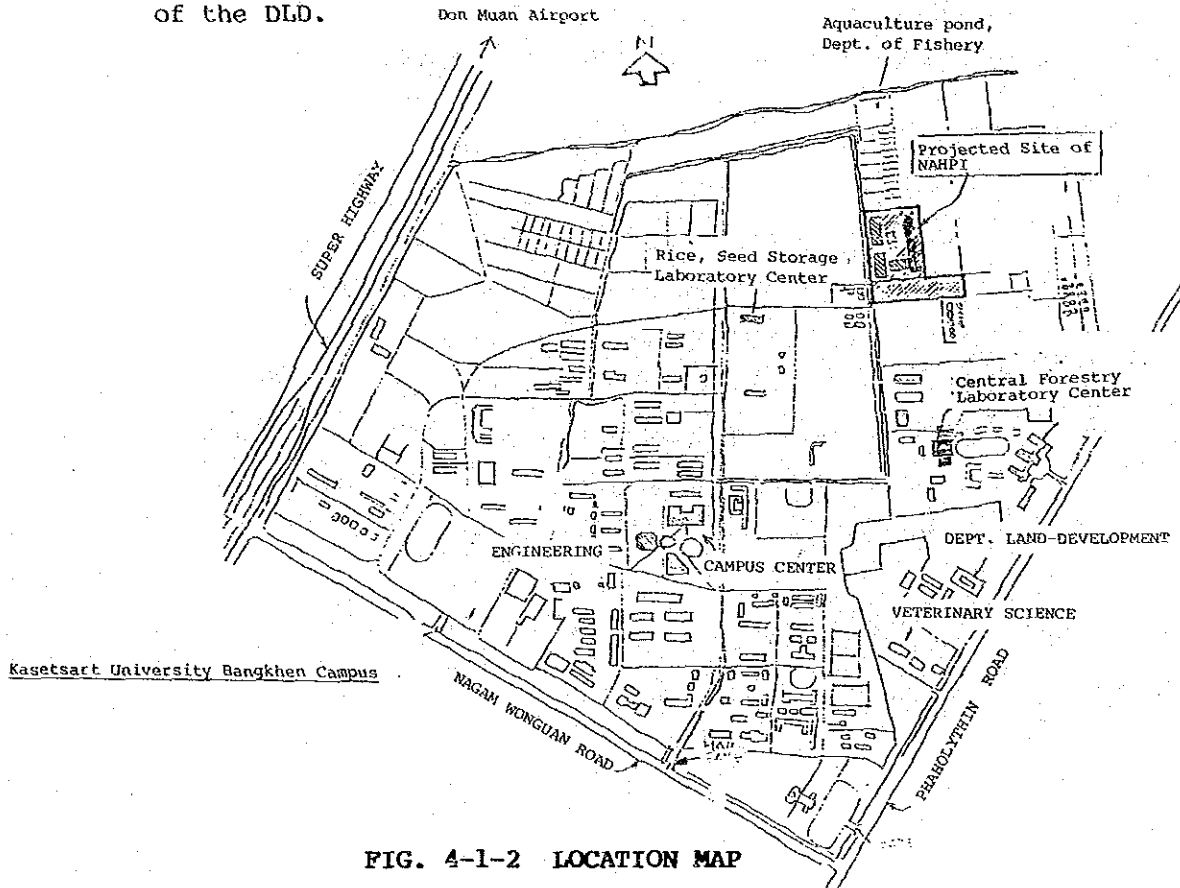 of the DLD.
Don Muan Airport
Aquaculture pond,
Dept. of Fishery
N
Projected Site of
NAHPI
SUPER HIGHWAY
Rice, Seed Storage
Laboratory Center
Central Forestry
Laboratory Center
ENGINEERING
CAMPUS CENTER
DEPT. LAND-DEVELOPMENT
VETERINARY SCIENCE
Kasetsart University Bangkhen Campus
NAGAM WONGUAN ROAD
PHAHOLYTHIN ROAD
FIG. 4-1-2 LOCATION MAP